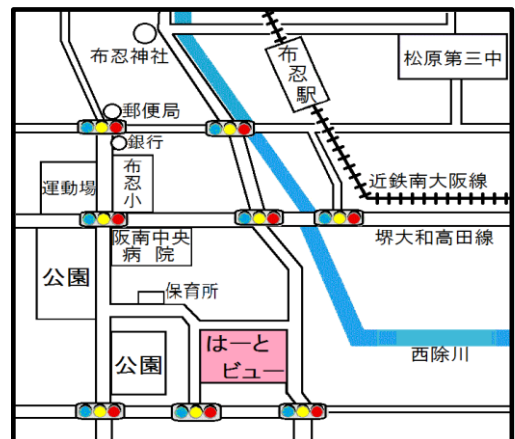 布忍神社
布忍駅
松原第三中
郵便局
銀行
布忍小
運動場
近鉄南大阪線
堺大和高田線
阪南中央
病院
公園
保育所
公園
はーと
ビュー
西除川